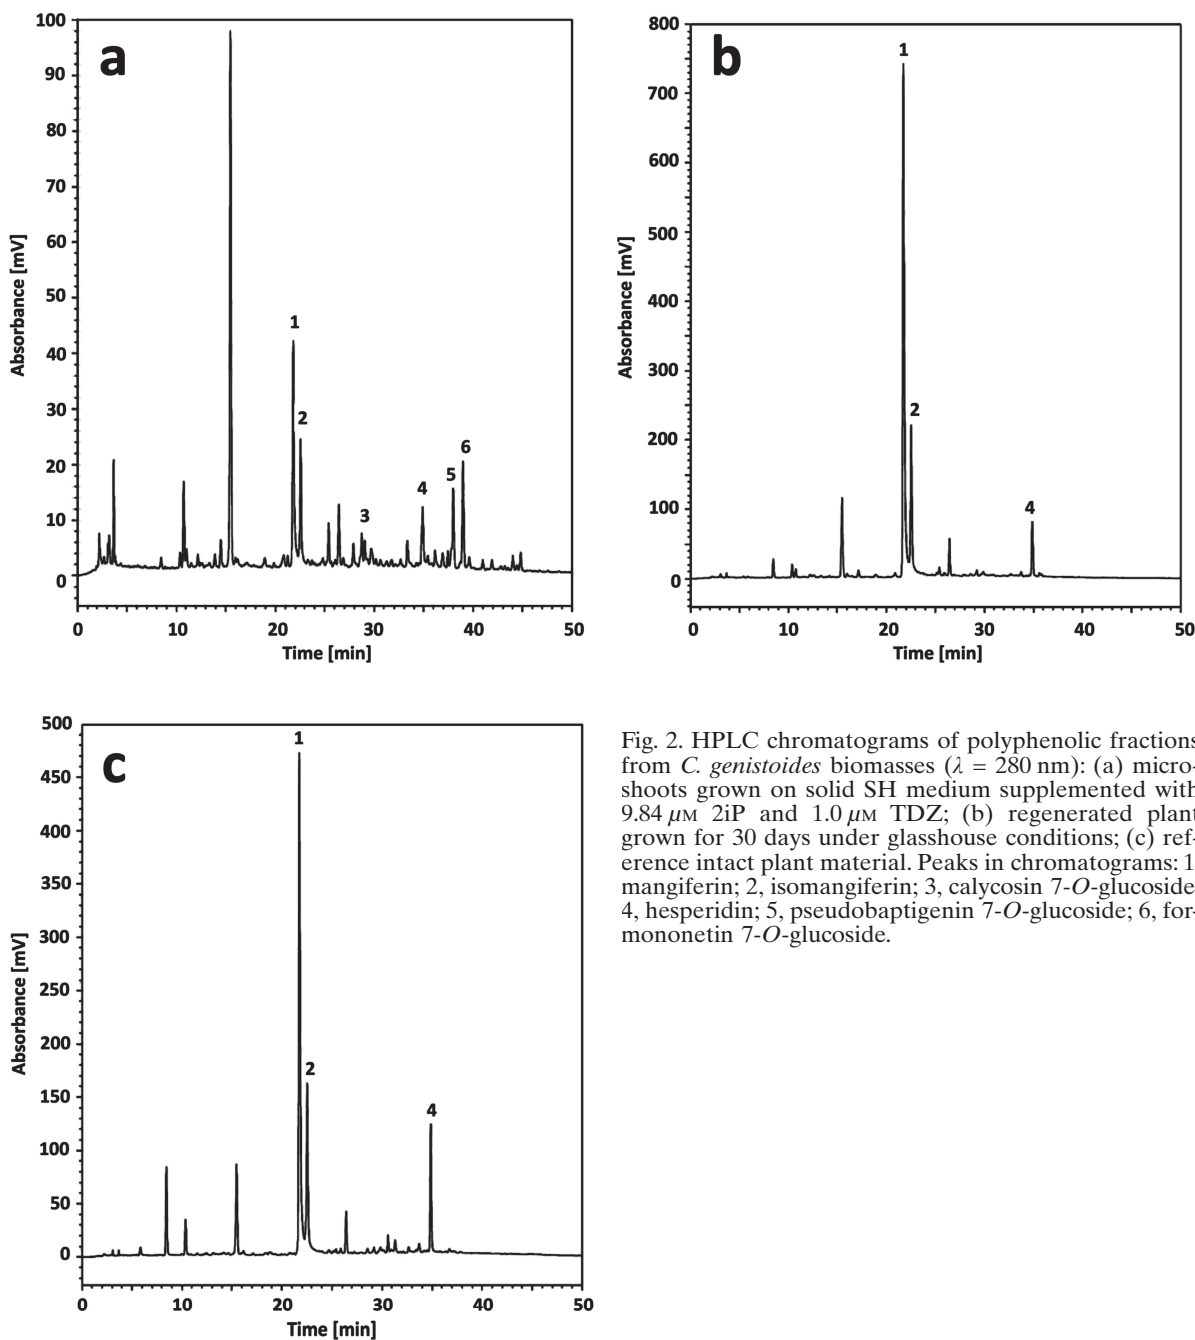 a
100
90
80
70
60
50
40
30
20
10
0
Absorbance [mV]
1
2
3
4
5
6
0 10 20 30 40 50
Time [min]
b
800
700
600
500
400
300
200
100
0
Absorbance [mV]
1
2
4
0 10 20 30 40 50
Time [min]
c
500
450
400
350
300
250
200
150
100
50
0
Absorbance [mV]
1
2
4
0 10 20 30 40 50
Time [min]
Fig. 2. HPLC chromatograms of polyphenolic fractions
from C. genistoides biomasses (λ = 280 nm): (a) micro-
shoots grown on solid SH medium supplemented with
9.84 μM 2iP and 1.0 μM TDZ; (b) regenerated plant
grown for 30 days under glasshouse conditions; (c) ref-
erence intact plant material. Peaks in chromatograms: 1
mangiferin; 2, isomangiferin; 3, calycosin 7-O-glucoside
4, hesperidin; 5, pseudobaptigenin 7-O-glucoside; 6, for-
mononetin 7-O-glucoside.